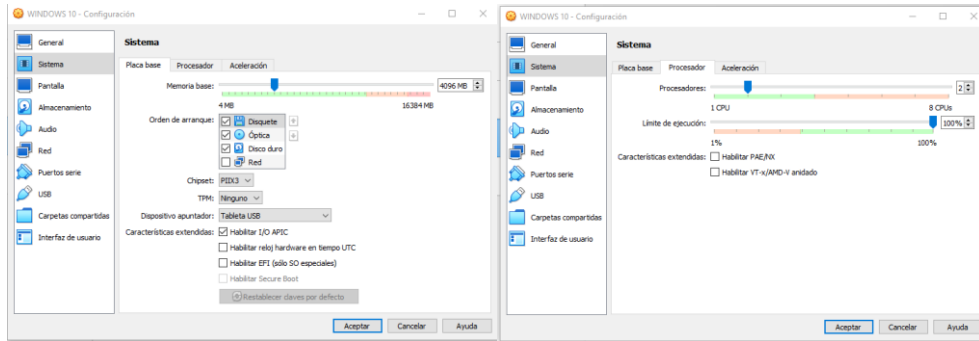 WINDOWS 10 - Configuración
General
Sistema
Pantalla
Almacenamiento
Audio
Red
Puertos serie
USB
Carpetas compartidas
Interfaz de usuario
Sistema
Placa base Procesador Aceleración
Memoria base: 4096 MB
4 MB 16384 MB
Orden de arranque: Disquete
Óptica
Disco duro
Red
Chipset: PIIX3
TPM: Ninguno
Dispositivo apuntador: Tableta USB
Características extendidas: Habilitar I/O APIC
Habilitar reloj hardware en tiempo UTC
Habilitar EFI (sólo SO especiales)
Habilitar Secure Boot
Restablecer claves por defecto
Aceptar Cancelar Ayuda
WINDOWS 10 - Configuración
General
Sistema
Pantalla
Almacenamiento
Audio
Red
Puertos serie
USB
Carpetas compartidas
Interfaz de usuario
Sistema
Placa base Procesador Aceleración
Procesadores: 2
1 CPU 8 CPUs
Límite de ejecución: 100%
1% 100%
Características extendidas: Habilitar PAE/NX
Habilitar VT-x/AMD-V anidado
Aceptar Cancelar Ayuda